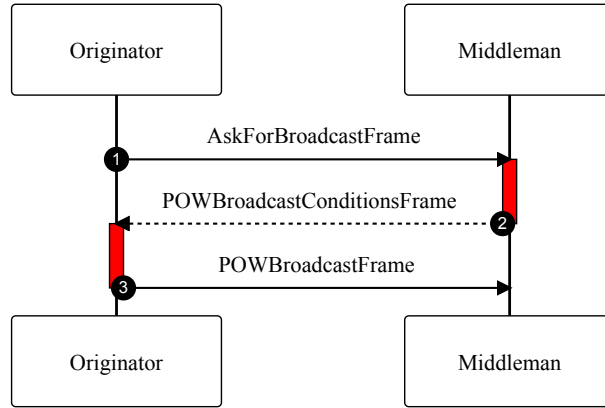 Originator
Middleman
AskForBroadcastFrame
1
POWBroadcastConditionsFrame
2
POWBroadcastFrame
3
Originator
Middleman